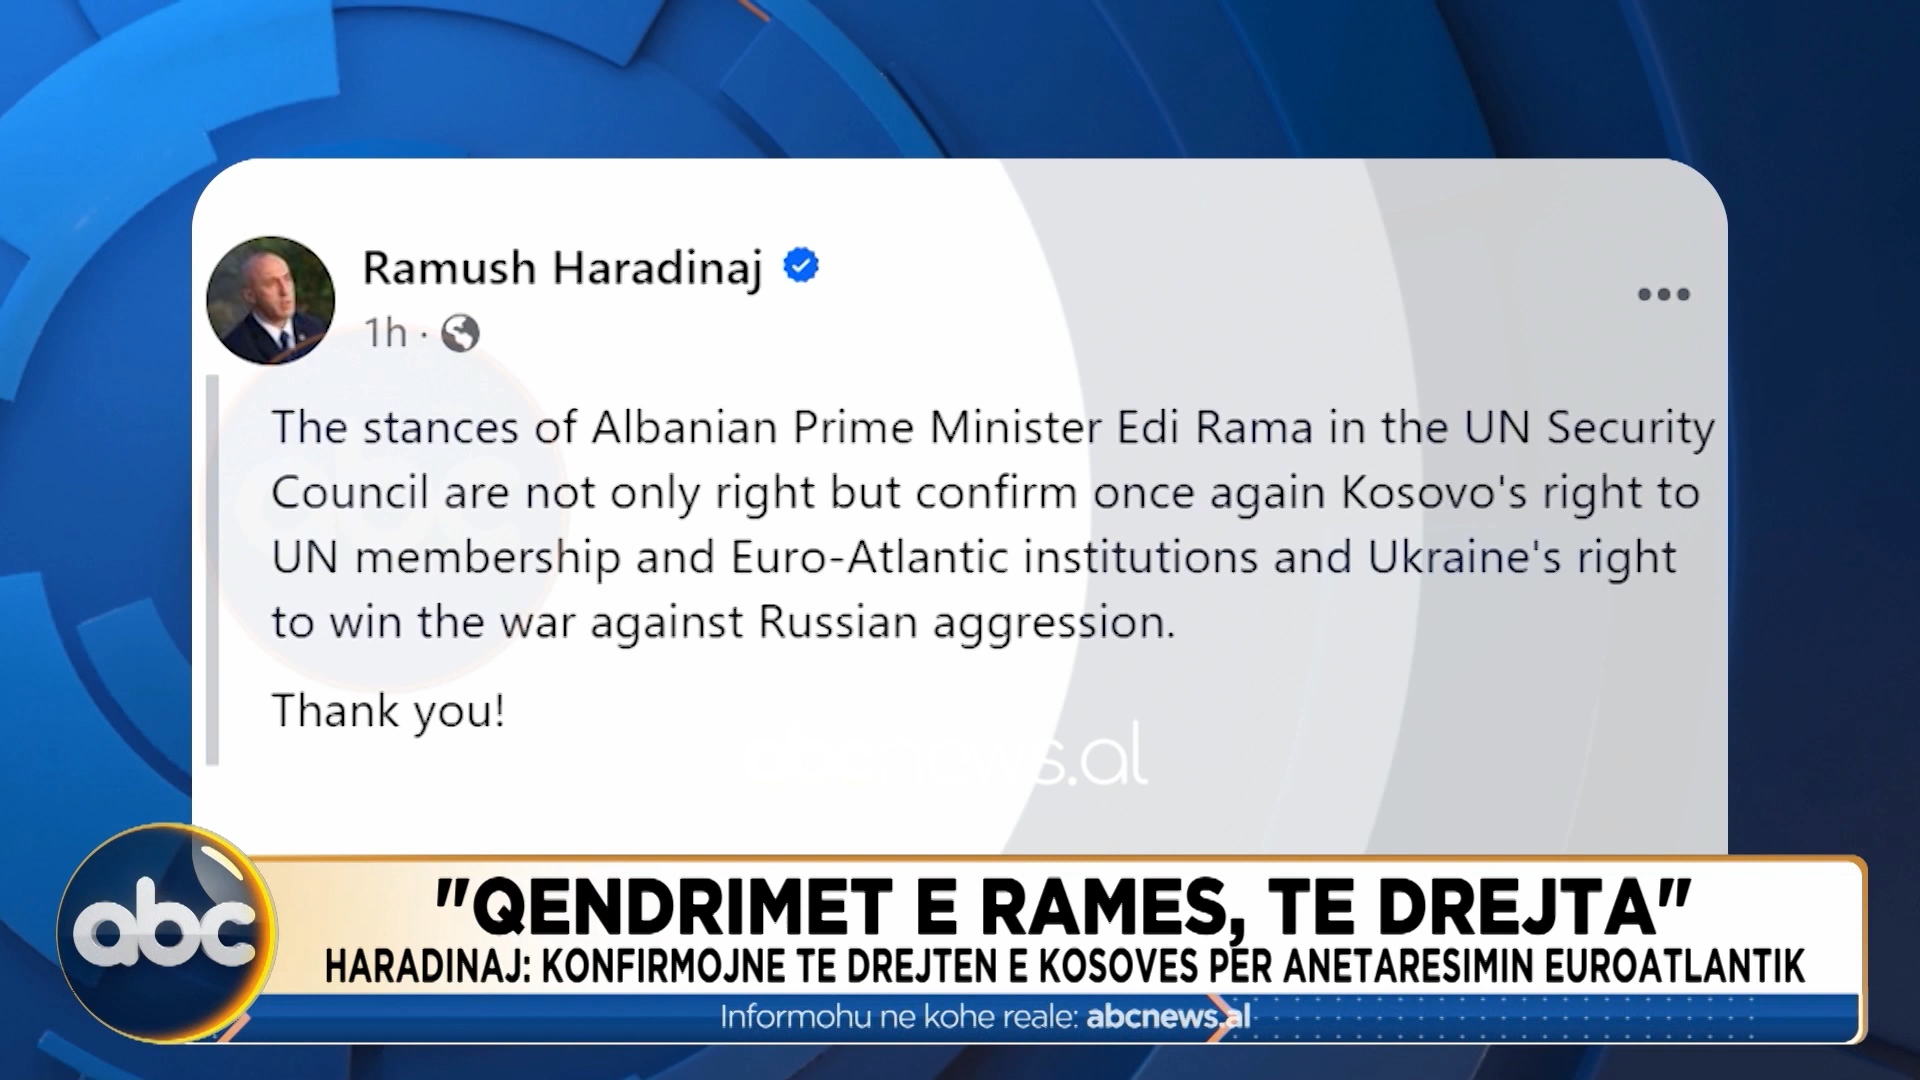 Ramush Haradinaj
1h ·
The stances of Albanian Prime Minister Edi Rama in the UN Security
Council are not only right but confirm once again Kosovo's right to
UN membership and Euro-Atlantic institutions and Ukraine's right
to win the war against Russian aggression.
Thank you!
abcnews.al
abc
"QENDRIMET E RAMES, TE DREJTA"
HARADINAJ: KONFIRMOJNE TE DREJTEN E KOSOVES PER ANETARESIMIN EUROATLANTIK
Informohu ne kohe reale: abcnews.al